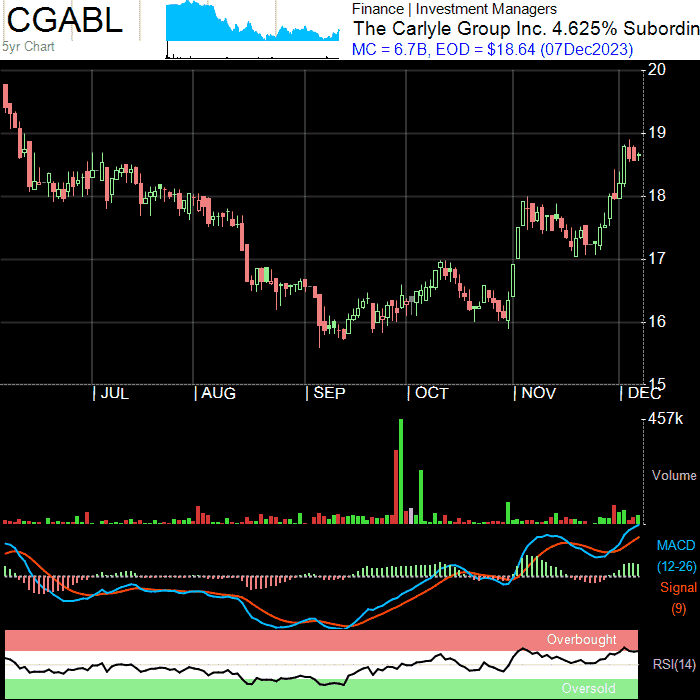 CGABL
5yr Chart
Finance | Investment Managers
The Carlyle Group Inc. 4.625% Subordin
MC = 6.7B, EOD = $18.64 (07Dec2023)
20
19
18
17
16
15
JUL AUG SEP OCT NOV DEC
457k
Volume
MACD
(12-26)
Signal
(9)
Overbought
RSI(14)
Oversold